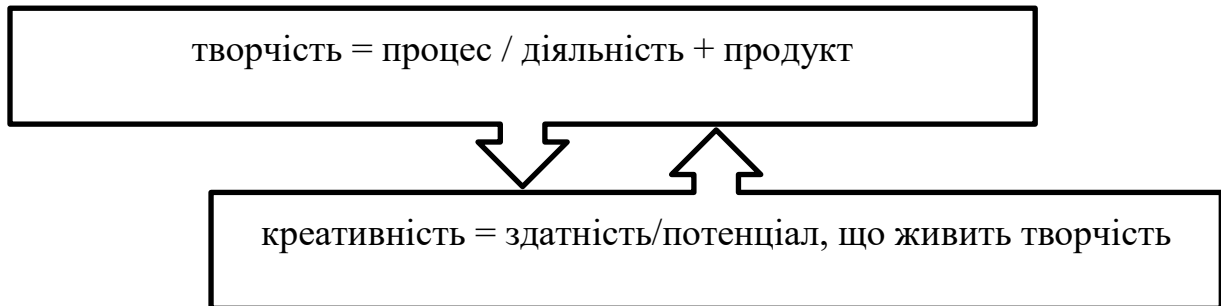 творчість = процес / діяльність + продукт
креативність = здатність/потенціал, що живить творчість